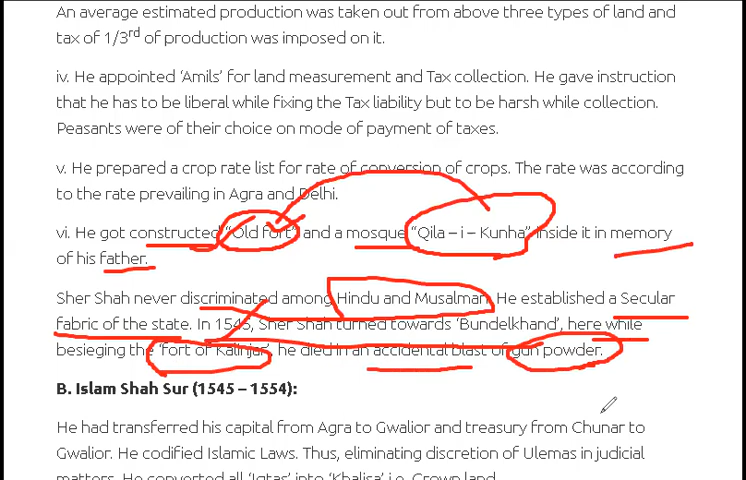 An average estimated production was taken out from above three types of land and
tax of 1/3rd of production was imposed on it.
iv. He appointed ‘Amils’ for land measurement and Tax collection. He gave instruction
that he has to be liberal while fixing the Tax liability but to be harsh while collection.
Peasants were of their choice on mode of payment of taxes.
v. He prepared a crop rate list for rate of conversion of crops. The rate was according
to the rate prevailing in Agra and Delhi.
vi. He got constructed “Old fort” and a mosque “Qila – i – Kunha” inside it in memory
of his father.
Sher Shah never discriminated among Hindu and Musalman. He established a Secular
fabric of the state. In 1545, Sher Shah turned towards ‘Bundelkhand’, here while
besieging the ‘fort of Kalinjar’, he died in an accidental blast of gun powder.
B. Islam Shah Sur (1545 – 1554):
He had transferred his capital from Agra to Gwalior and treasury from Chunar to
Gwalior. He codified Islamic Laws. Thus, eliminating discretion of Ulemas in judicial
matters. He converted all ‘Iqtas’ into ‘Khalisa’ i.e. Crown land.